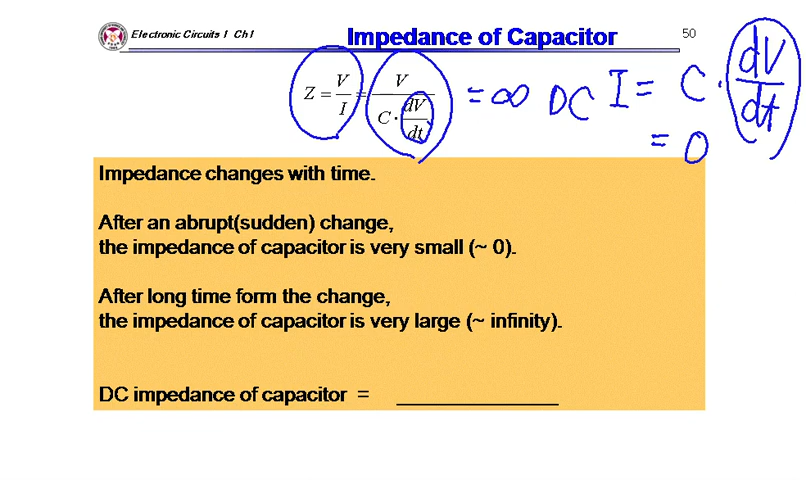 Electronic Circuits 1 Ch1
Impedance of Capacitor
50
Z = V/I = V/(C · dV/dt) = ∞ DC I = C · dV/dt
= 0
Impedance changes with time.
After an abrupt(sudden) change,
the impedance of capacitor is very small (~ 0).
After long time form the change,
the impedance of capacitor is very large (~ infinity).
DC impedance of capacitor = ____________